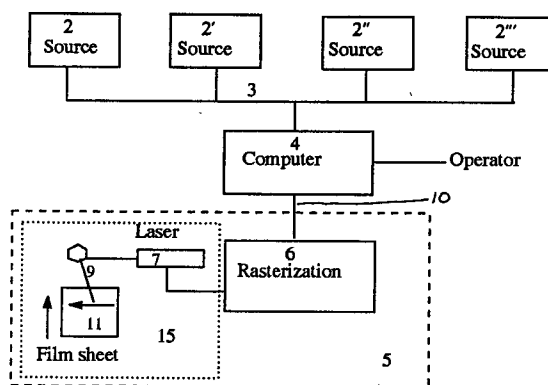 2
Source
2'
Source
2"
Source
2"'
Source
3
4
Computer
Operator
10
Laser
7
6
Rasterization
9
11
Film sheet
15
5